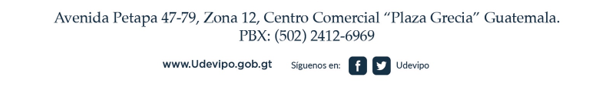 Avenida Petapa 47-79, Zona 12, Centro Comercial “Plaza Grecia” Guatemala.
PBX: (502) 2412-6969
www.Udevipo.gob.gt Síguenos en: Udevipo